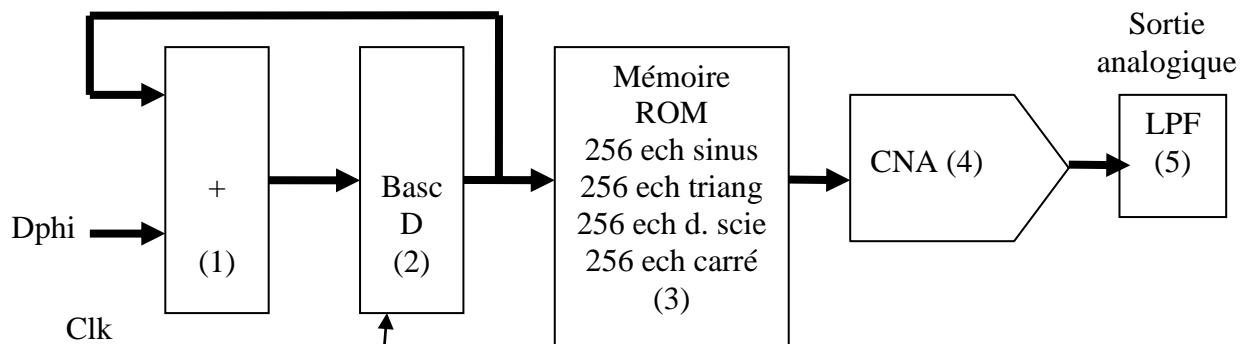 Dphi
Clk
+
(1)
Basc
D
(2)
Mémoire
ROM
256 ech sinus
256 ech triang
256 ech d. scie
256 ech carré
(3)
CNA (4)
Sortie
analogique
LPF
(5)